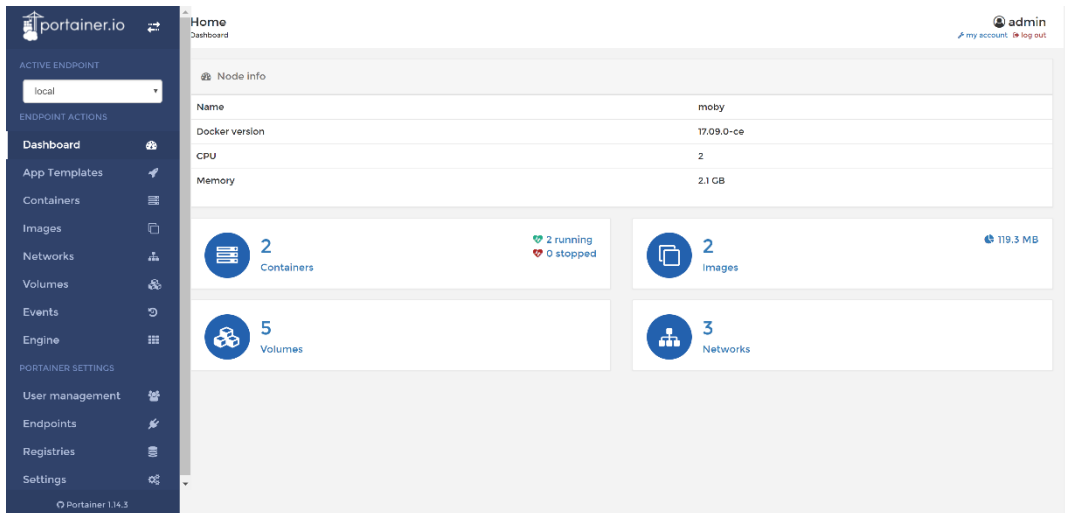 portainer.io
ACTIVE ENDPOINT
local
ENDPOINT ACTIONS
Dashboard
App Templates
Containers
Images
Networks
Volumes
Events
Engine
PORTAINER SETTINGS
User management
Endpoints
Registries
Settings
Portainer 1.14.3
Home
Dashboard
admin
my account log out
Node info
Name moby
Docker version 17.09.0-ce
CPU 2
Memory 2.1 GB
2
Containers
2 running
0 stopped
2
Images
119.3 MB
5
Volumes
3
Networks